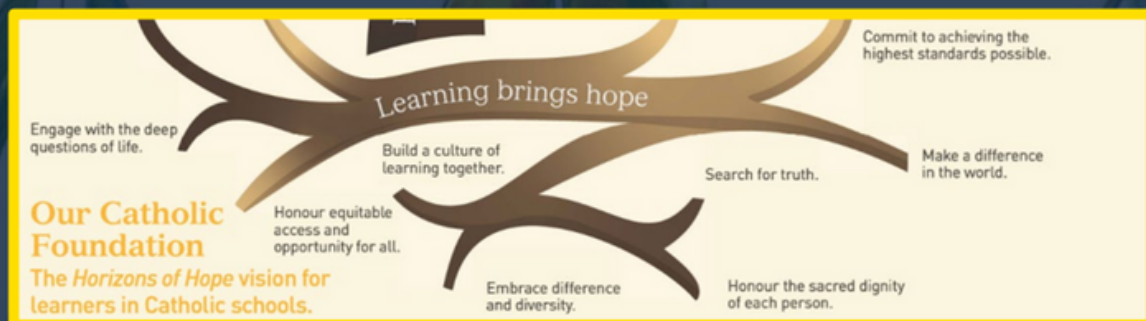 Commit to achieving the
highest standards possible.
Learning brings hope
Engage with the deep
questions of life.
Build a culture of
learning together.
Make a difference
in the world.
Search for truth.
Our Catholic
Foundation
The Horizons of Hope vision for
learners in Catholic schools.
Honour equitable
access and
opportunity for all.
Embrace difference
and diversity.
Honour the sacred dignity
of each person.